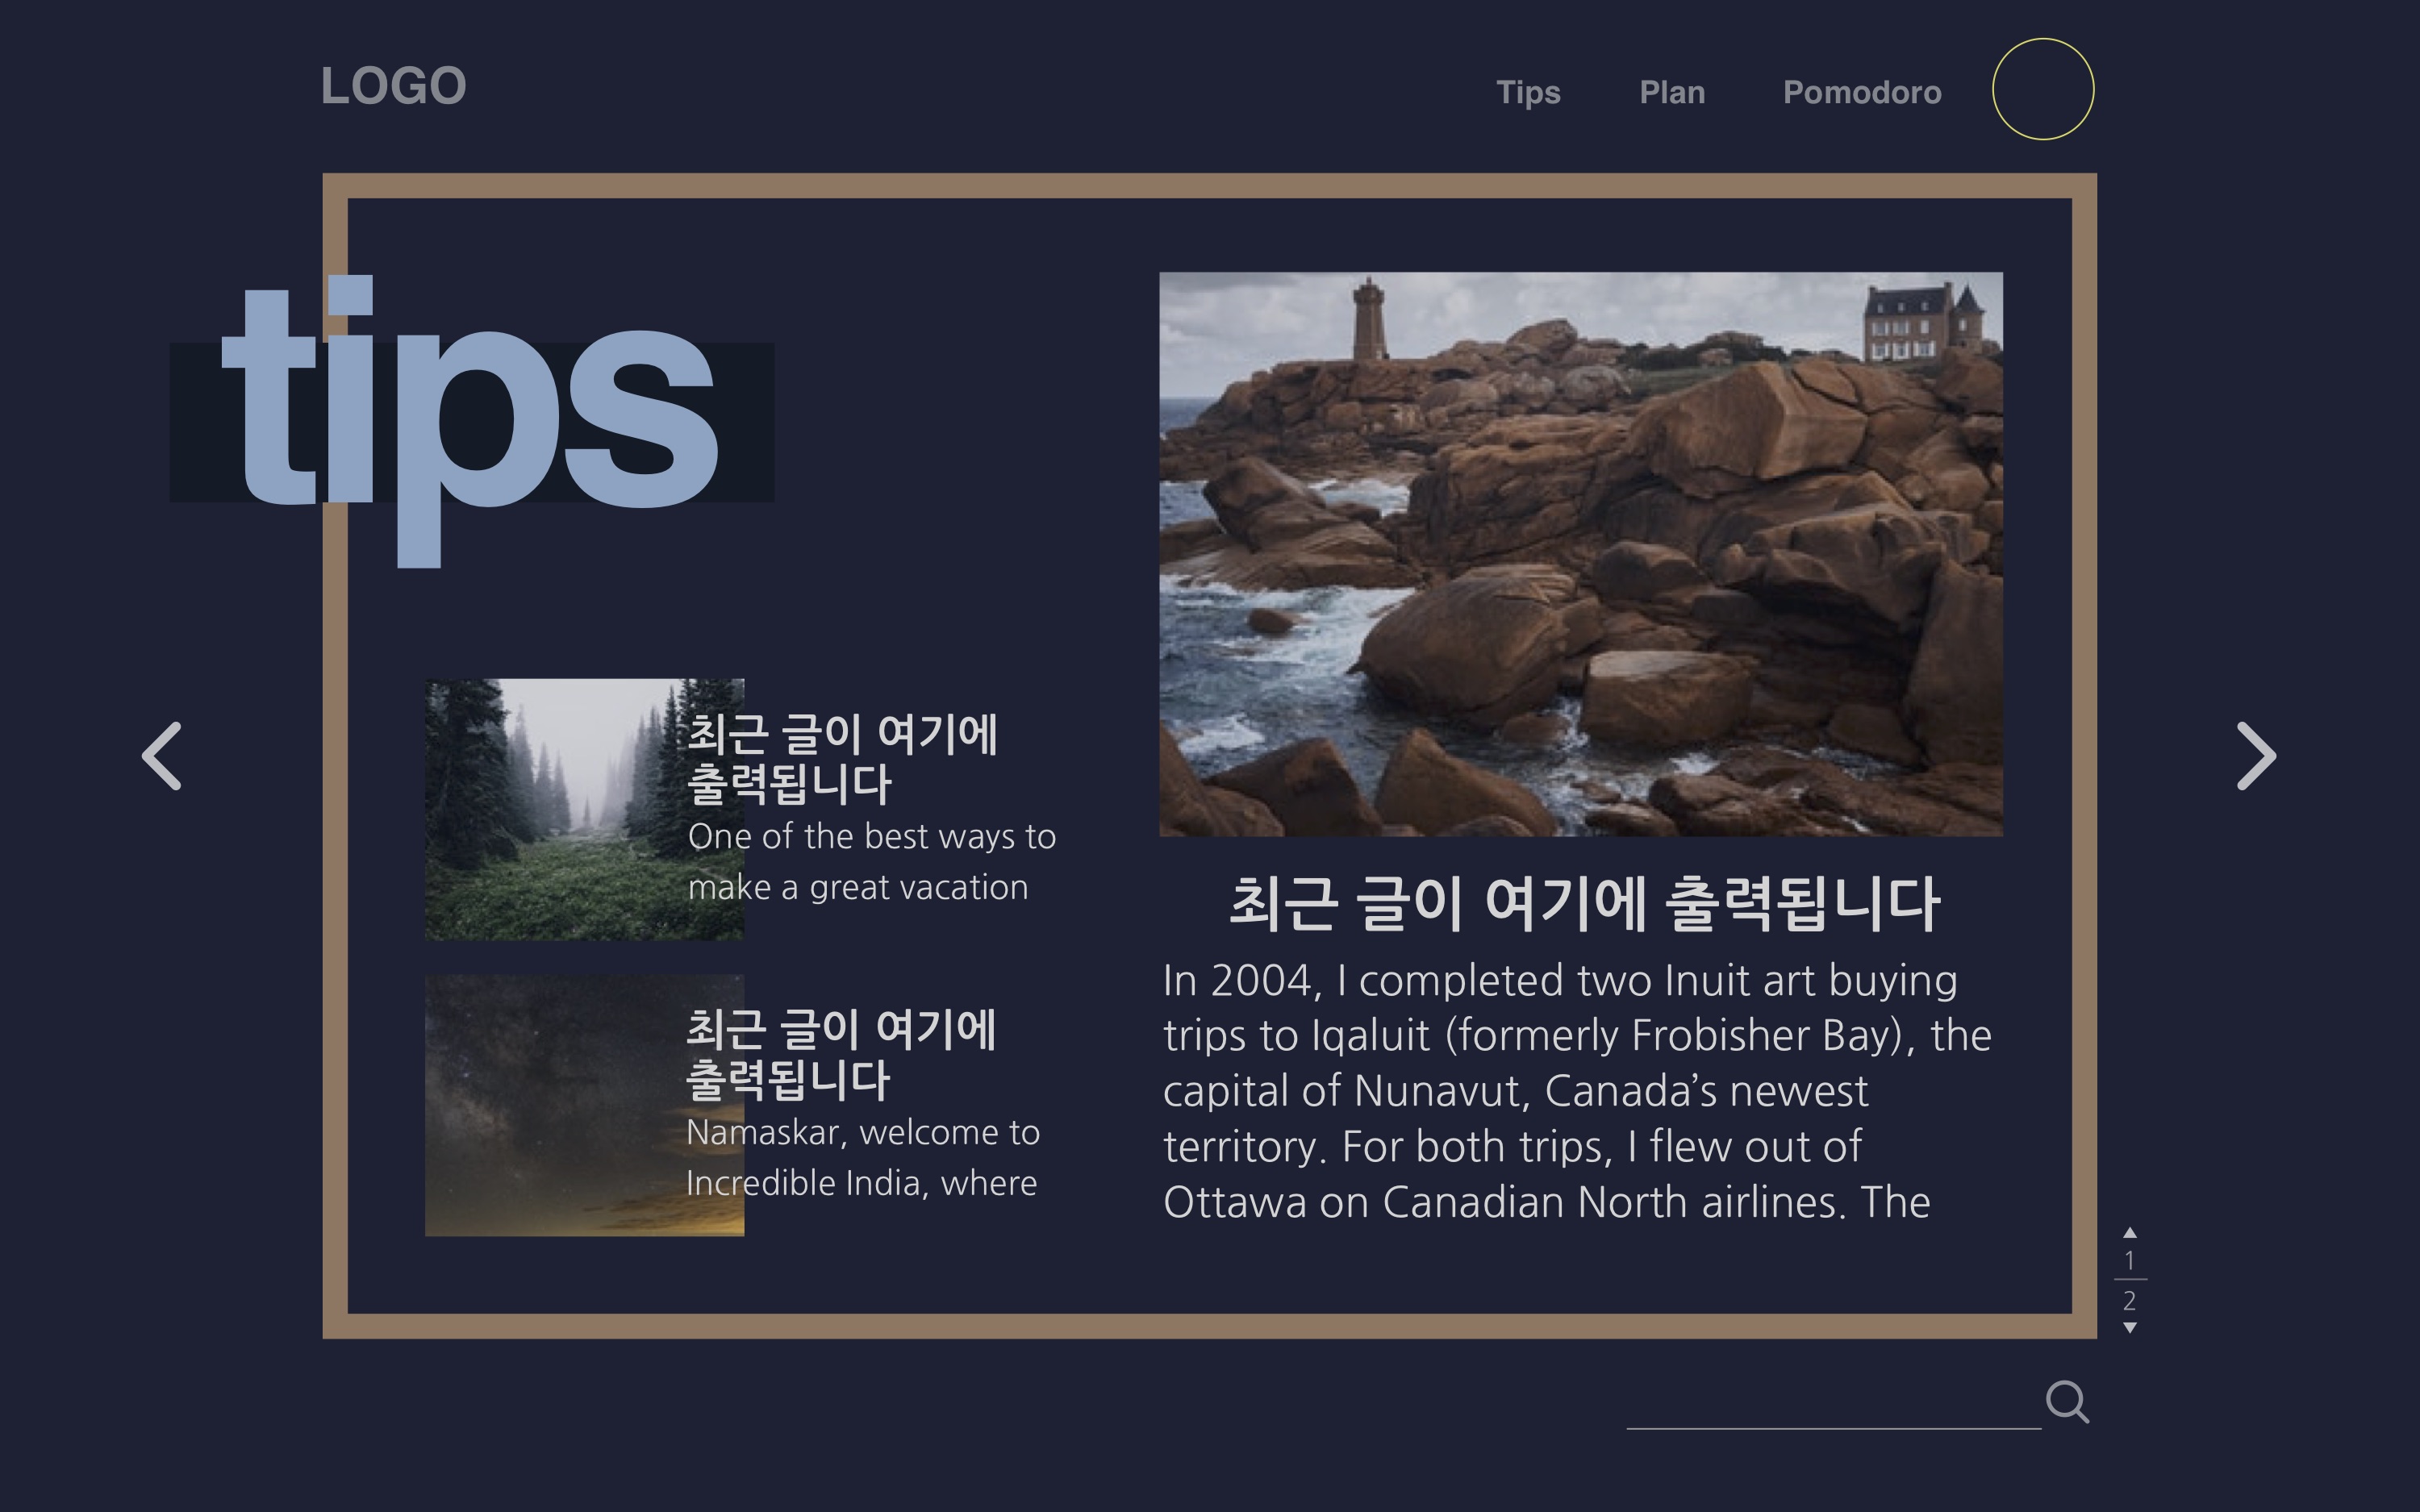 LOGO
Tips
Plan
Pomodoro
tips
최근 글이 여기에
출력됩니다
One of the best ways to
make a great vacation
최근 글이 여기에
출력됩니다
Namaskar, welcome to
Incredible India, where
최근 글이 여기에 출력됩니다
In 2004, I completed two Inuit art buying
trips to Iqaluit (formerly Frobisher Bay), the
capital of Nunavut, Canada’s newest
territory. For both trips, I flew out of
Ottawa on Canadian North airlines. The
1
2